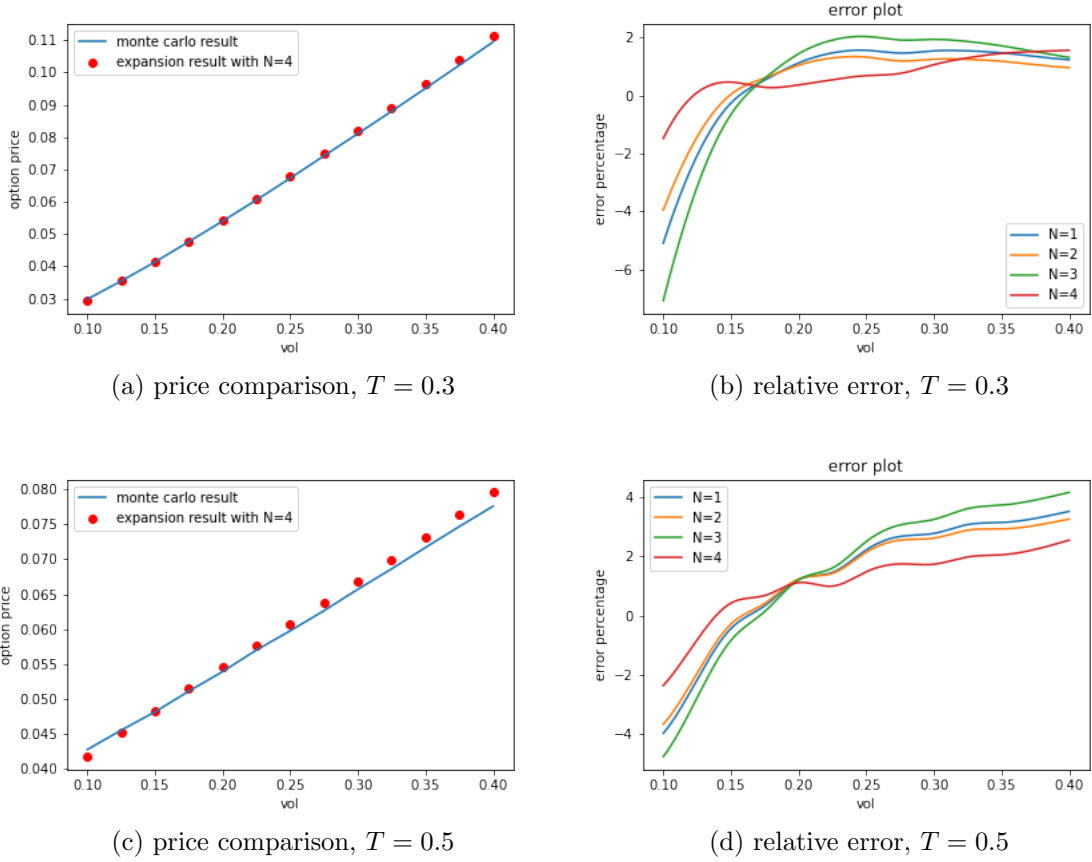 error plot
0.11
0.10
0.09
0.08
0.07
0.06
0.05
0.04
0.03
option price
monte carlo result
expansion result with N=4
0.10 0.15 0.20 0.25 0.30 0.35 0.40
vol
2
0
−2
−4
−6
error percentage
N=1
N=2
N=3
N=4
0.10 0.15 0.20 0.25 0.30 0.35 0.40
vol
(a) price comparison, T = 0.3
(b) relative error, T = 0.3
0.080
0.075
0.070
0.065
0.060
0.055
0.050
0.045
0.040
option price
monte carlo result
expansion result with N=4
0.10 0.15 0.20 0.25 0.30 0.35 0.40
vol
error plot
4
2
0
−2
−4
error percentage
N=1
N=2
N=3
N=4
0.10 0.15 0.20 0.25 0.30 0.35 0.40
vol
(c) price comparison, T = 0.5
(d) relative error, T = 0.5